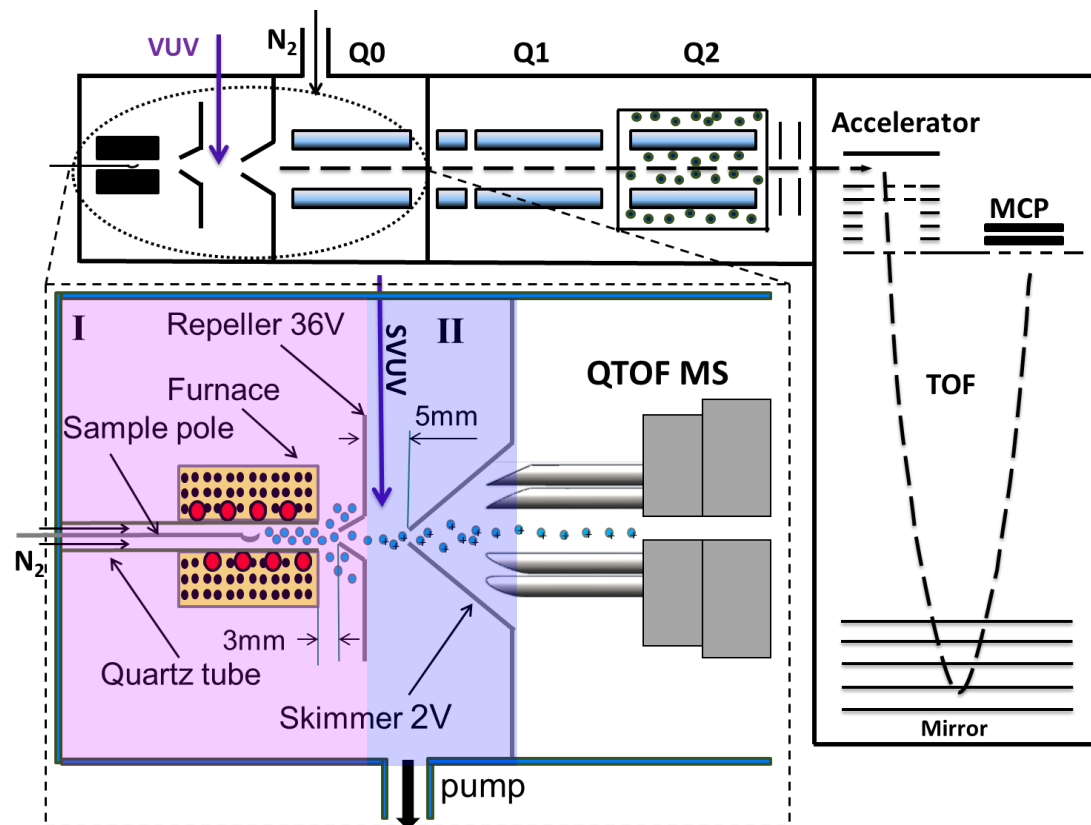 VUV
N2
Q0
Q1
Q2
Accelerator
MCP
TOF
Mirror
I
Repeller 36V
SVUV
II
Furnace
5mm
QTOF MS
Sample pole
N2
3mm
Quartz tube
Skimmer 2V
pump